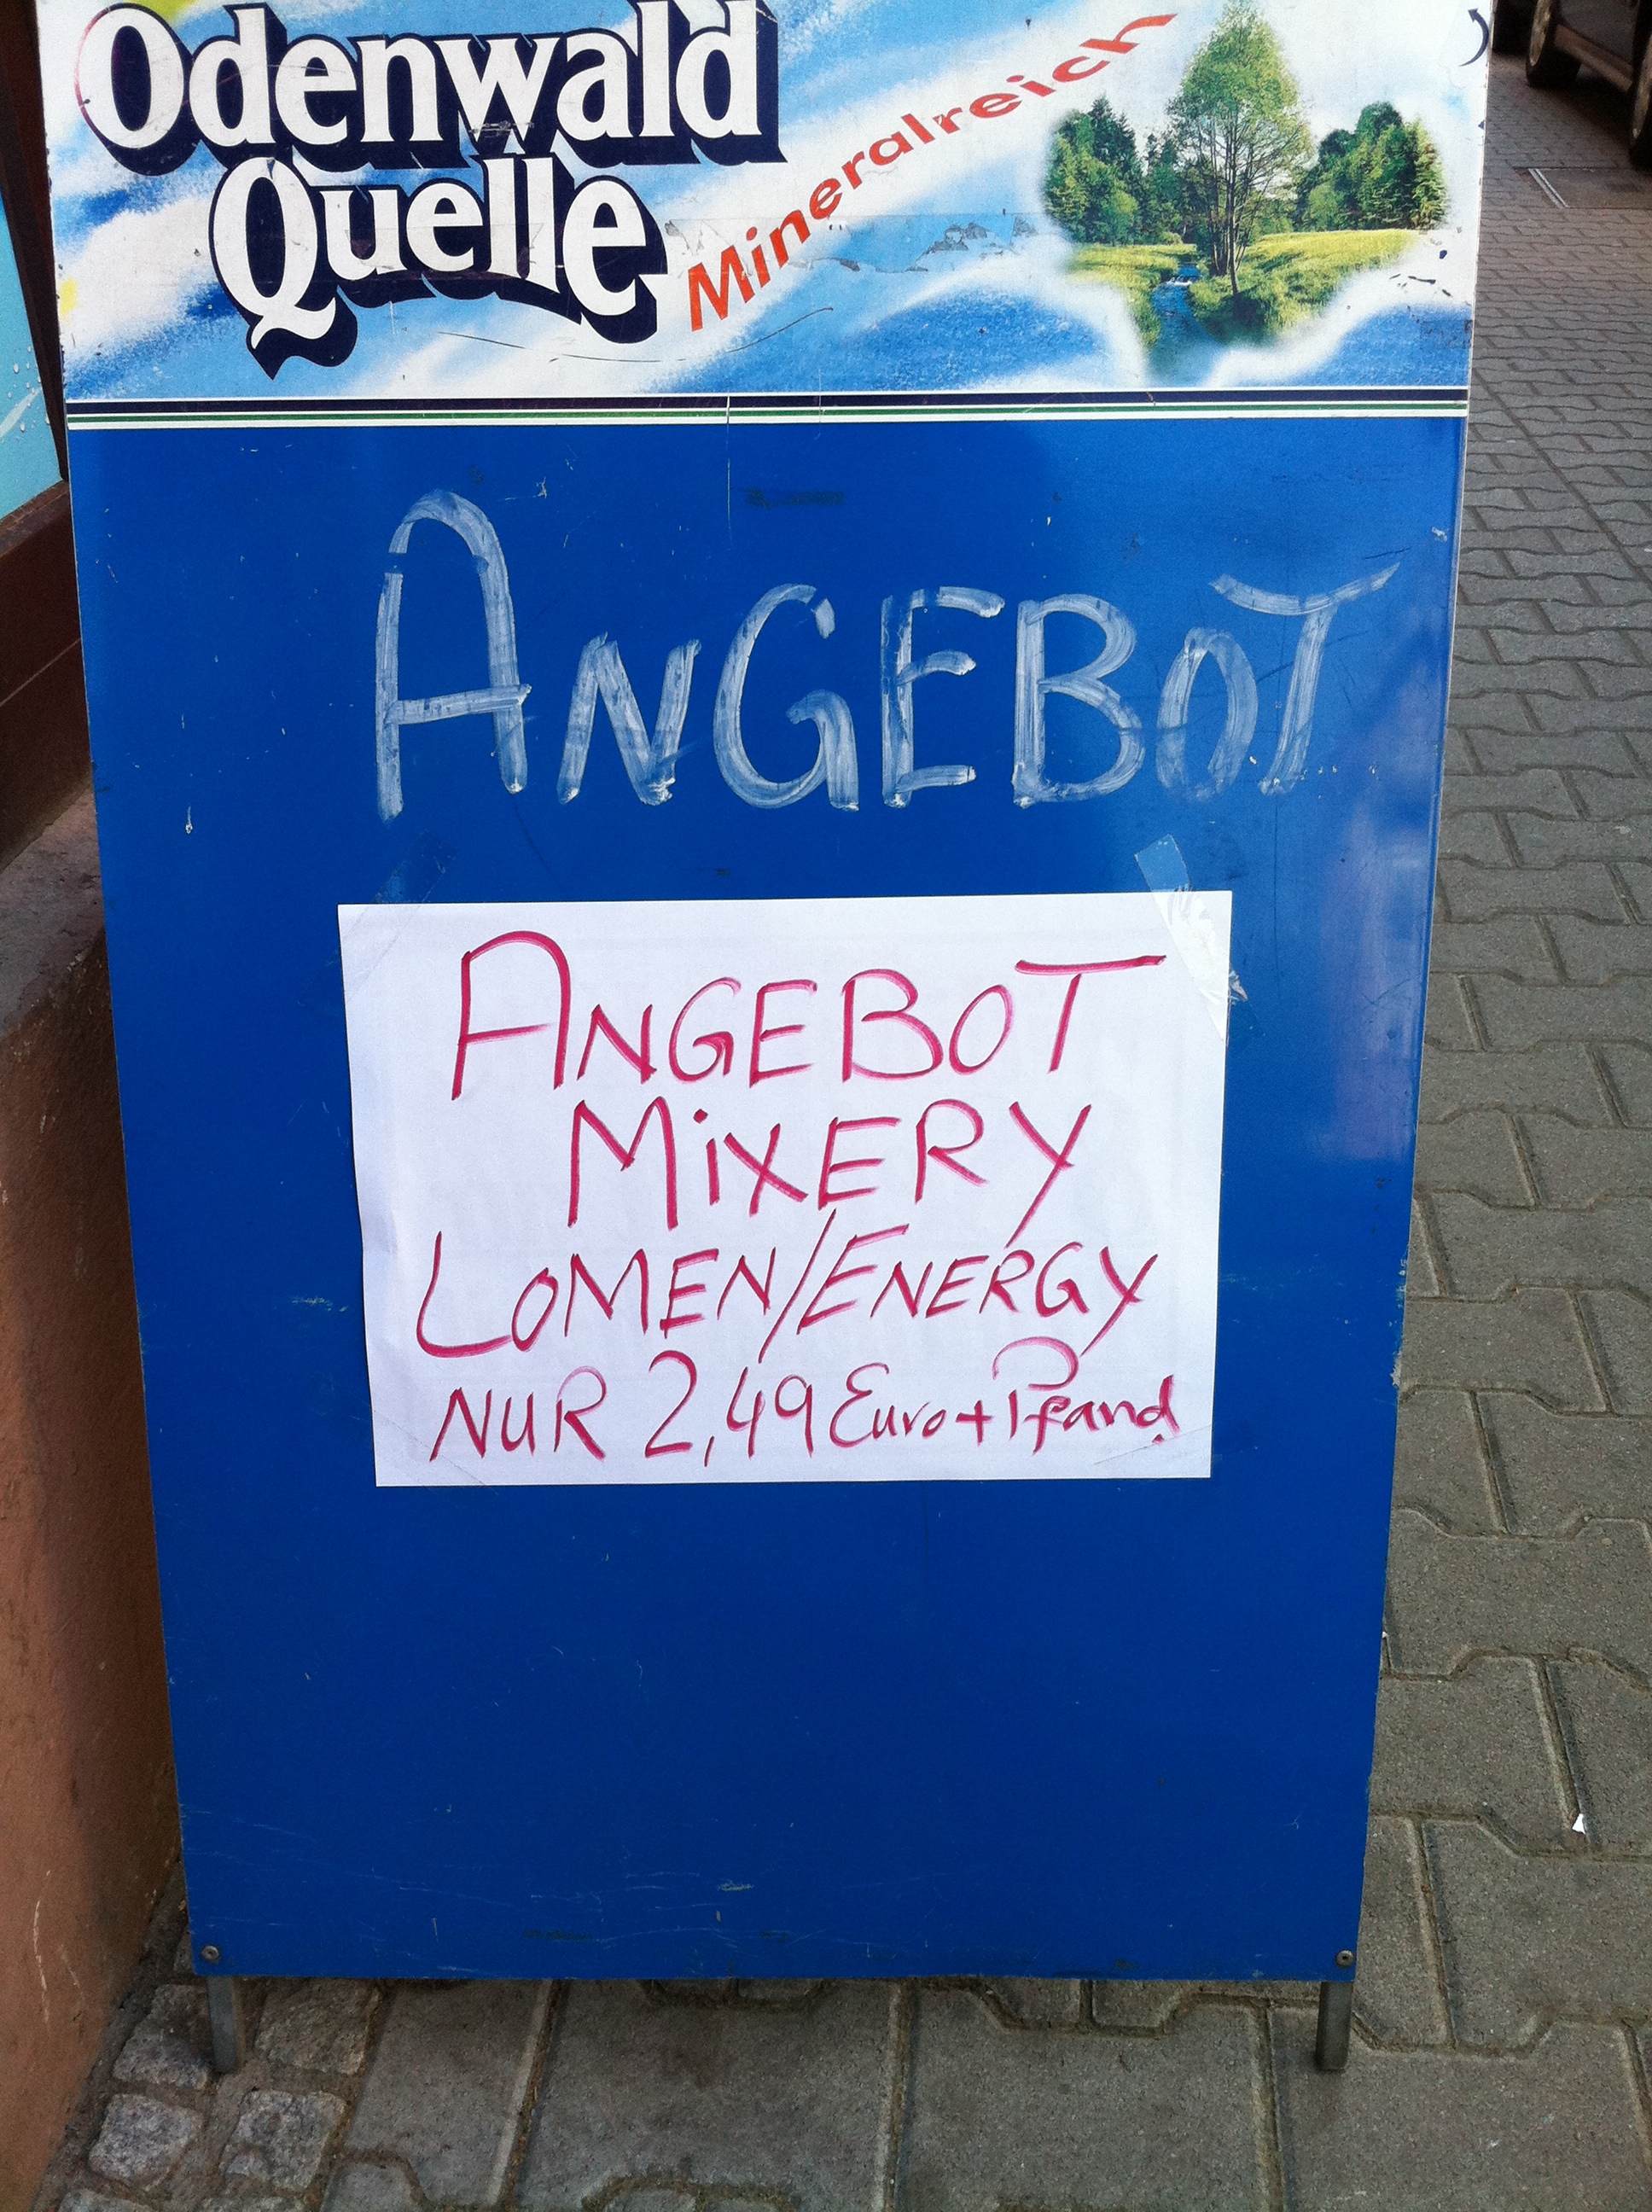 Odenwald
Quelle
Mineralreich
ANGEBOT
ANGEBOT
MiXERY
LOMEN/ENERGY
NUR 2,49 Euro + Pfand